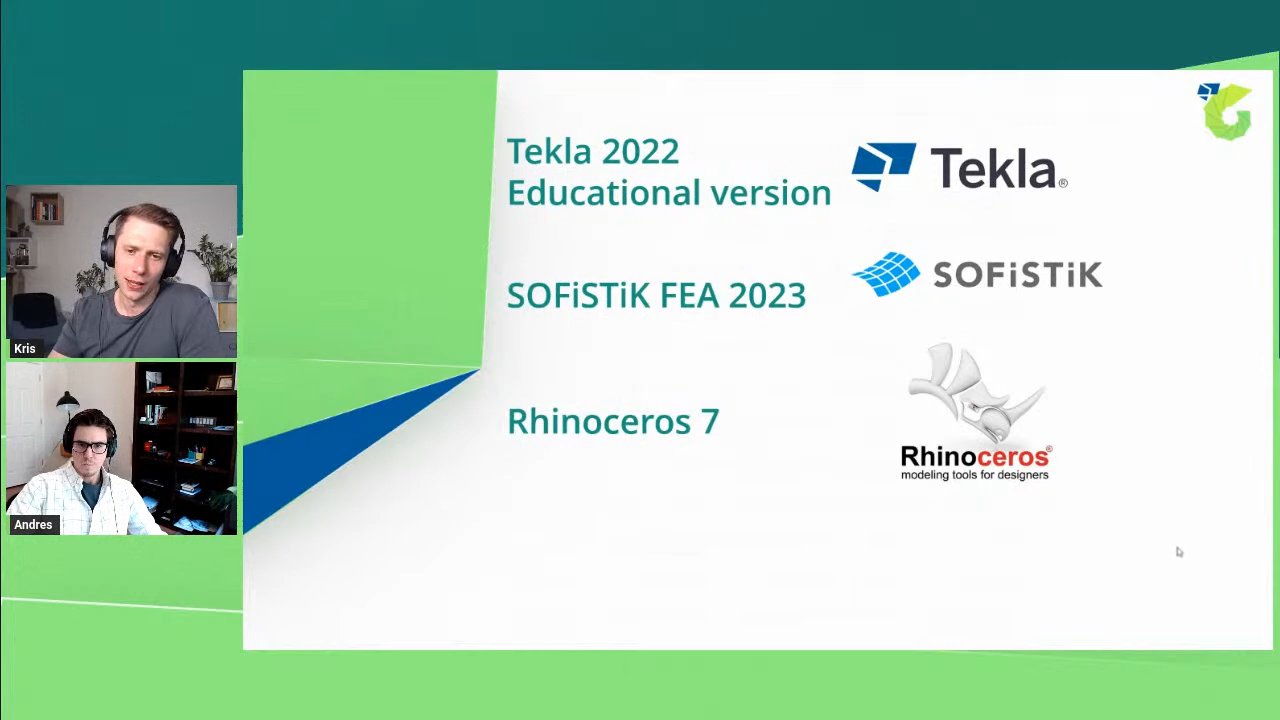 Tekla 2022
Educational version
Tekla®
SOFiSTiK FEA 2023
SOFiSTiK
Rhinoceros 7
Rhinoceros®
modeling tools for designers
Kris
Andres